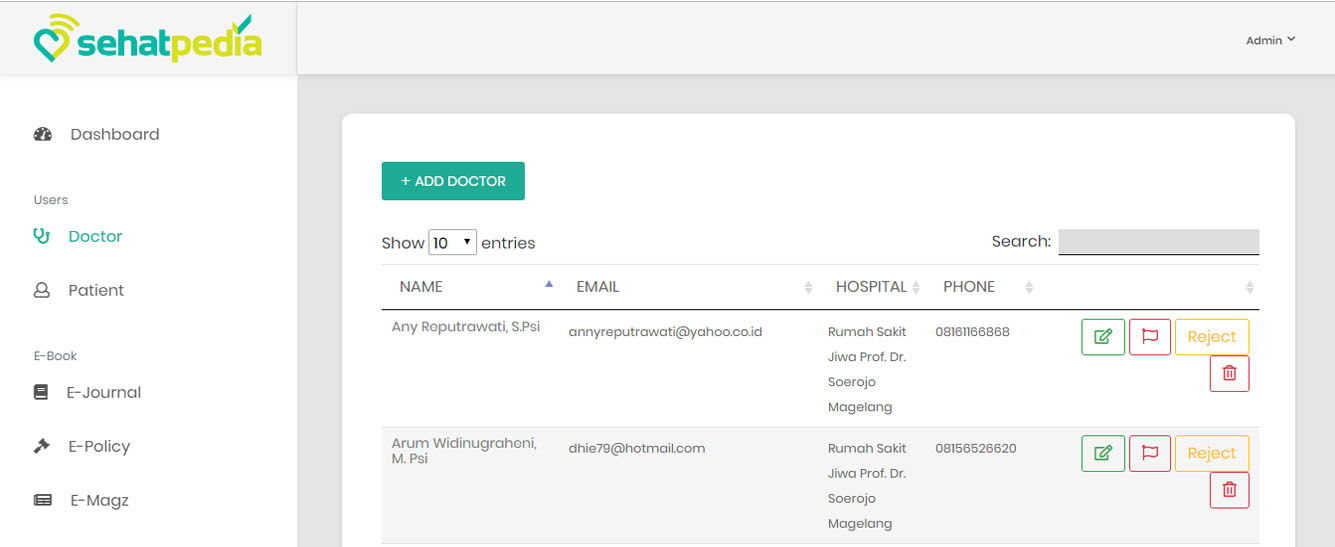 sehatpedia
Admin
Dashboard
Users
Doctor
Patient
E-Book
E-Journal
E-Policy
E-Magz
+ ADD DOCTOR
Show 10 entries
Search:
NAME EMAIL HOSPITAL PHONE
Any Reputrawati, S.Psi annyreputrawati@yahoo.co.id Rumah Sakit 08161166868 Reject
Jiwa Prof. Dr.
Soerojo
Magelang
Arum Widinugraheni, dhie79@hotmail.com Rumah Sakit 08156526620 Reject
M. Psi Jiwa Prof. Dr.
Soerojo
Magelang